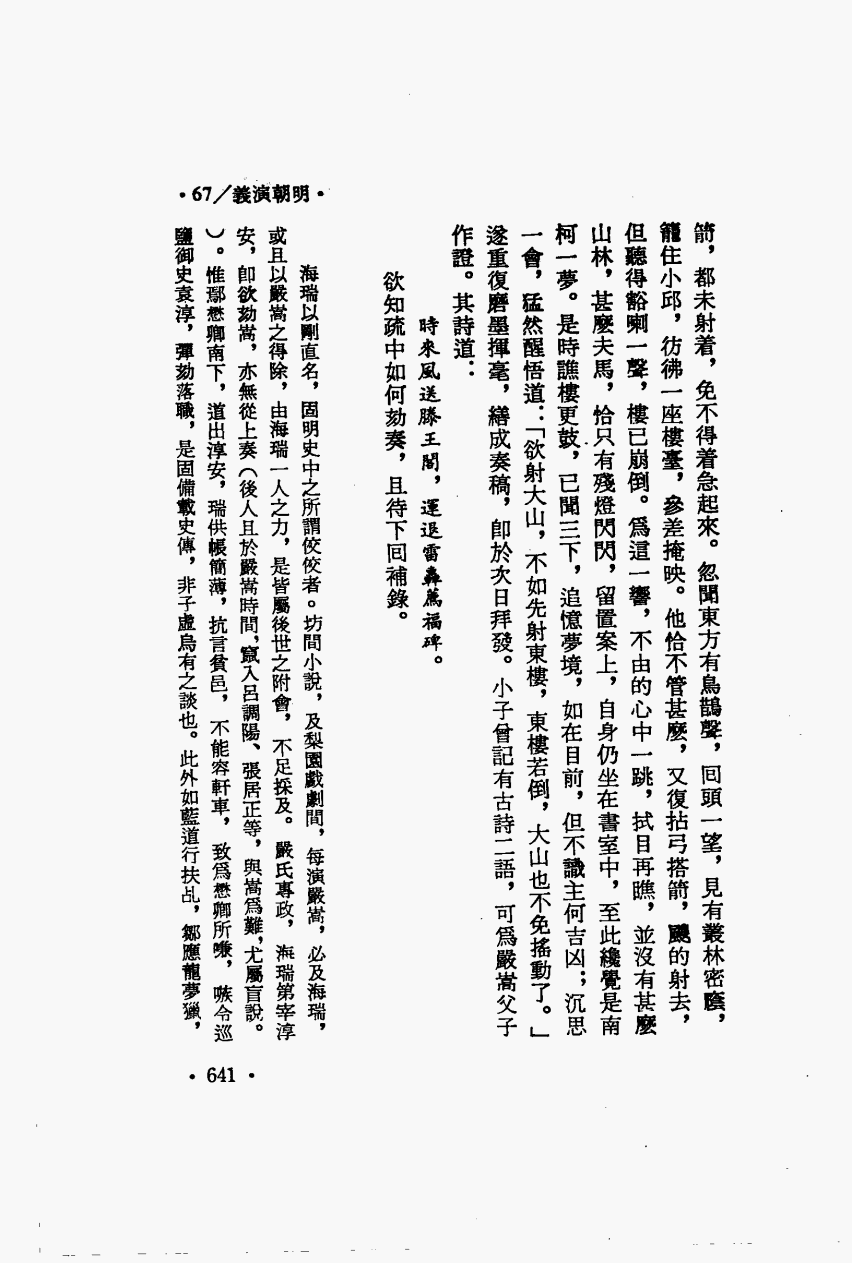 •67／義演朝明•
箭，都未射着，免不得着急起來。忽聞東方有鳥鵲聲，囘頭一望，見有叢林密蔭，
籠住小邱，彷彿一座樓臺，參差掩映。他恰不管甚麼，又復拈弓搭箭，颼的射去，
但聽得豁喇一聲，樓已崩倒。爲這一響，不由的心中一跳，拭目再瞧，並沒有甚麼
山林，甚麼夫馬，恰只有殘燈閃閃，留置案上，自身仍坐在書室中，至此纔覺是南
柯一夢。是時譙樓更鼓，已聞三下，追憶夢境，如在目前，但不識主何吉凶；沉思
一會，猛然醒悟道：「欲射大山，不如先射東樓，東樓若倒，大山也不免搖動了。」
遂重復磨墨揮毫，繕成奏稿，卽於次日拜發。小子曾記有古詩二語，可爲嚴嵩父子
作證。其詩道：
時來風送滕王閣，運退雷轟薦福碑。
欲知疏中如何劾奏，且待下囘補錄。
海瑞以剛直名，固明史中之所謂佼佼者。坊間小說，及梨園戲劇間，每演嚴嵩，必及海瑞，
或且以嚴嵩之得除，由海瑞一人之力，是皆屬後世之附會，不足採及。嚴氏專政，海瑞第宰淳
安，卽欲劾嵩，亦無從上奏（後人且於嚴嵩時間，竄入呂調陽、張居正等，與嵩爲難，尤屬盲說。
）。惟鄢懋卿南下，道出淳安，瑞供帳簡薄，抗言貧邑，不能容軒車，致爲懋卿所嗛，嗾令巡
鹽御史袁淳，彈劾落職，是固備載史傳，非子虛烏有之談也。此外如藍道行扶乩，鄒應龍夢獵，
•641•